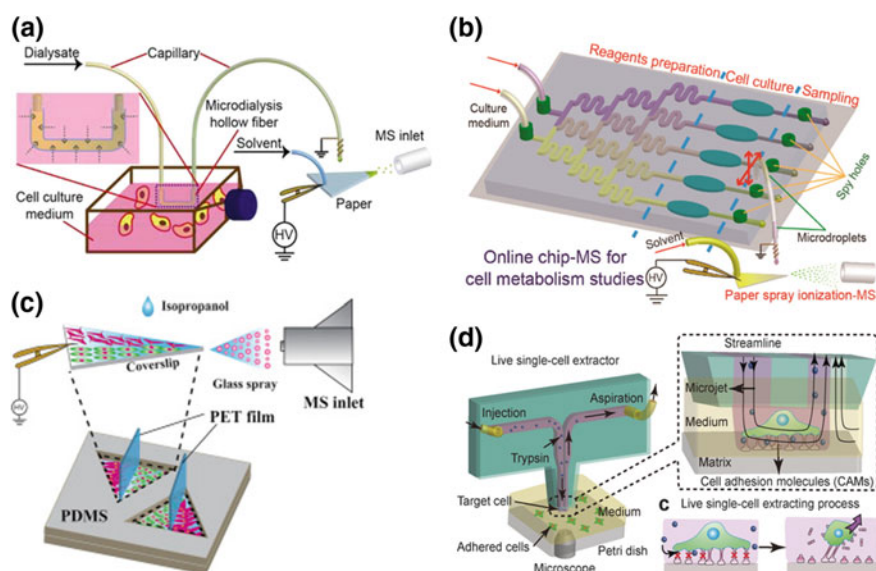 (a)
Dialysate
Capillary
Microdialysis
hollow fiber
Solvent
MS inlet
Cell culture
medium
Paper
HV
(b)
Reagents preparation
Cell culture
Sampling
Culture
medium
Spy holes
Microdroplets
Solvent
Online chip-MS for
cell metabolism studies
HV
Paper spray ionization-MS
(c)
Isopropanol
Coverslip
Glass spray
MS inlet
HV
PET film
PDMS
(d)
Live single-cell extractor
Injection
Aspiration
Trypsin
Target cell
Medium
Adhered cells
Petri dish
Microscope
Streamline
Microjet
Medium
Matrix
Cell adhesion molecules (CAMs)
c
Live single-cell extracting process